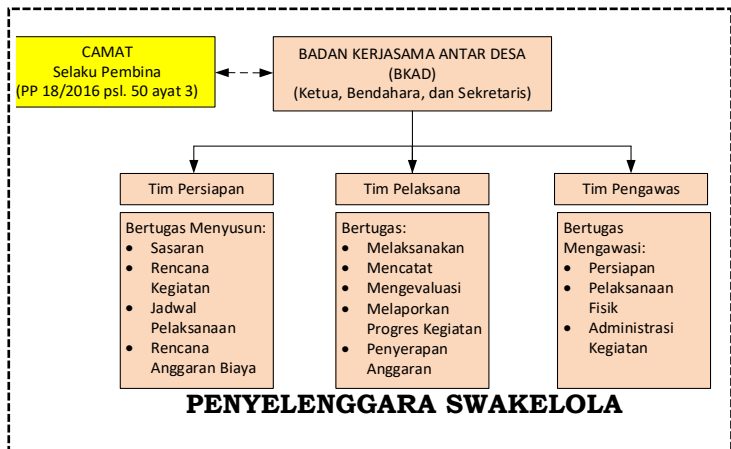 CAMAT
Selaku Pembina
(PP 18/2016 psl. 50 ayat 3)
BADAN KERJASAMA ANTAR DESA
(BKAD)
(Ketua, Bendahara, dan Sekretaris)
Tim Persiapan
Bertugas Menyusun:
• Sasaran
• Rencana
Kegiatan
• Jadwal
Pelaksanaan
• Rencana
Anggaran Biaya
Tim Pelaksana
Bertugas:
• Melaksanakan
• Mencatat
• Mengevaluasi
• Melaporkan
Progres Kegiatan
• Penyerapan
Anggaran
Tim Pengawas
Bertugas
Mengawasi:
• Persiapan
• Pelaksanaan
Fisik
• Administrasi
Kegiatan
PENYELENGGARA SWAKELOLA